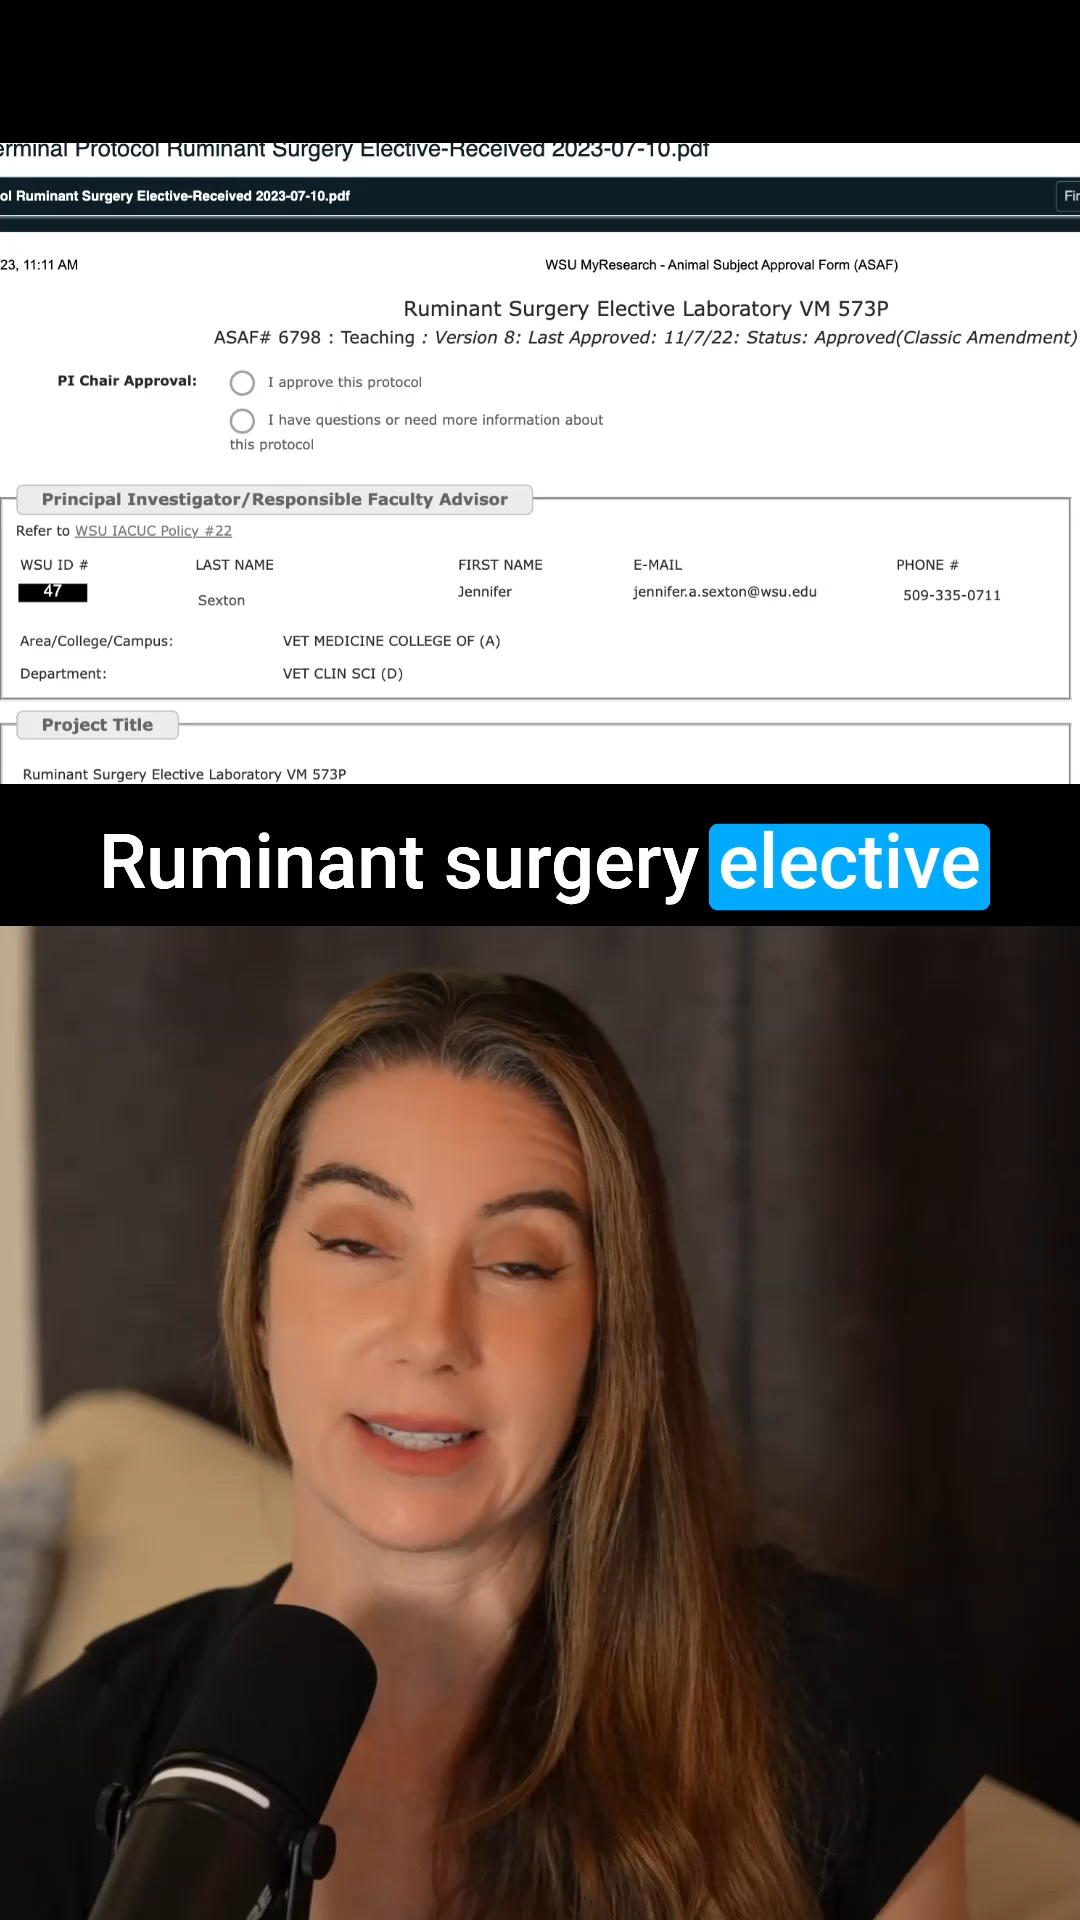 erminal Protocol Ruminant Surgery Elective-Received 2023-07-10.pdf
ol Ruminant Surgery Elective-Received 2023-07-10.pdf
Fir
23, 11:11 AM
WSU MyResearch - Animal Subject Approval Form (ASAF)
Ruminant Surgery Elective Laboratory VM 573P
ASAF# 6798 : Teaching : Version 8: Last Approved: 11/7/22: Status: Approved(Classic Amendment)
PI Chair Approval:
I approve this protocol
I have questions or need more information about
this protocol
Principal Investigator/Responsible Faculty Advisor
Refer to WSU IACUC Policy #22
WSU ID # LAST NAME FIRST NAME E-MAIL PHONE #
47 Sexton Jennifer jennifer.a.sexton@wsu.edu 509-335-0711
Area/College/Campus: VET MEDICINE COLLEGE OF (A)
Department: VET CLIN SCI (D)
Project Title
Ruminant Surgery Elective Laboratory VM 573P
Ruminant surgery elective